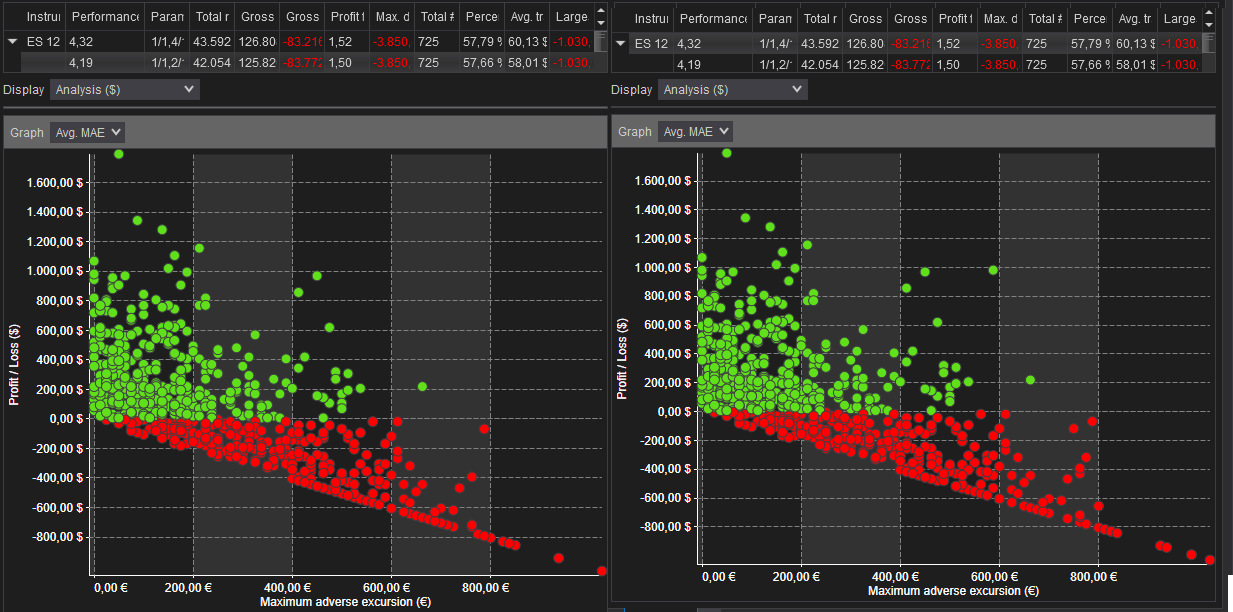 Instrui Performance Paran Total r Gross Gross Profit f Max. d Total # Perce Avg. tr Large
ES 12 4,32 1/1,4/ 43.592 126.80 -83.216 1,52 -3.850, 725 57,79 % 60,13 $ -1.030,
4,19 1/1,2/ 42.054 125.82 -83.772 1,50 -3.850, 725 57,66 % 58,01 $ -1.030,
Display Analysis ($)
Graph Avg. MAE
1.600,00 $
1.400,00 $
1.200,00 $
1.000,00 $
800,00 $
600,00 $
400,00 $
200,00 $
0,00 $
-200,00 $
-400,00 $
-600,00 $
-800,00 $
Profit / Loss ($)
0,00 € 200,00 € 400,00 € 600,00 € 800,00 €
Maximum adverse excursion (€)
Instrui Performance Paran Total r Gross Gross Profit f Max. d Total # Perce Avg. tr Large
ES 12 4,32 1/1,4/ 43.592 126.80 -83.216 1,52 -3.850, 725 57,79 % 60,13 $ -1.030,
4,19 1/1,2/ 42.054 125.82 -83.772 1,50 -3.850, 725 57,66 % 58,01 $ -1.030,
Display Analysis ($)
Graph Avg. MAE
1.600,00 $
1.400,00 $
1.200,00 $
1.000,00 $
800,00 $
600,00 $
400,00 $
200,00 $
0,00 $
-200,00 $
-400,00 $
-600,00 $
-800,00 $
Profit / Loss ($)
0,00 € 200,00 € 400,00 € 600,00 € 800,00 €
Maximum adverse excursion (€)